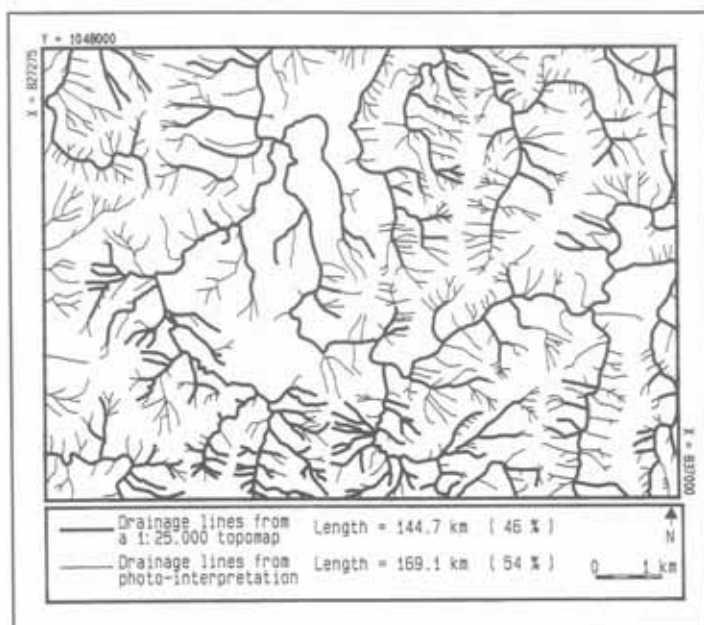 Y = 1048000
X = 827275
X = 837000
Drainage lines from a 1:25.000 topomap Length = 144.7 km ( 46 % )
Drainage lines from photo-interpretation Length = 169.1 km ( 54 % )
N
0 1 km